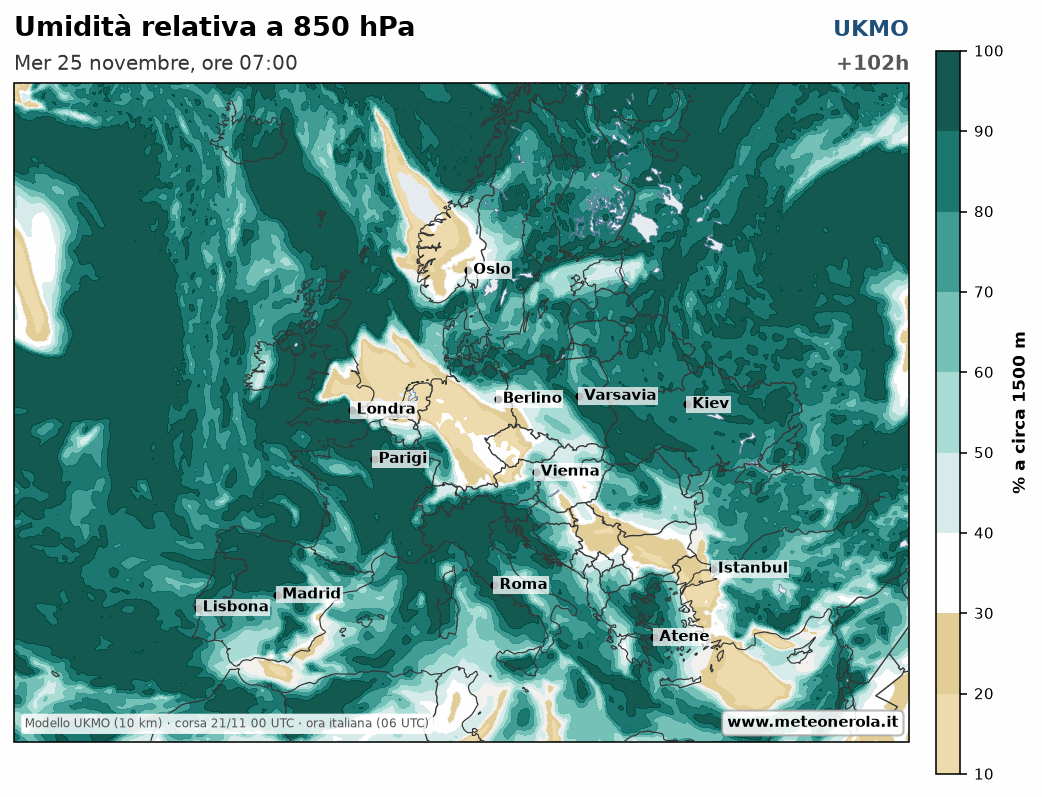 Umidità relativa a 850 hPa
UKMO
Mer 25 novembre, ore 07:00
+102h
100
90
80
70
60
50
40
30
20
10
% a circa 1500 m
Oslo
Londra
Berlino
Varsavia
Kiev
Parigi
Vienna
Istanbul
Roma
Madrid
Lisbona
Atene
Modello UKMO (10 km) · corsa 21/11 00 UTC · ora italiana (06 UTC)
www.meteonerola.it